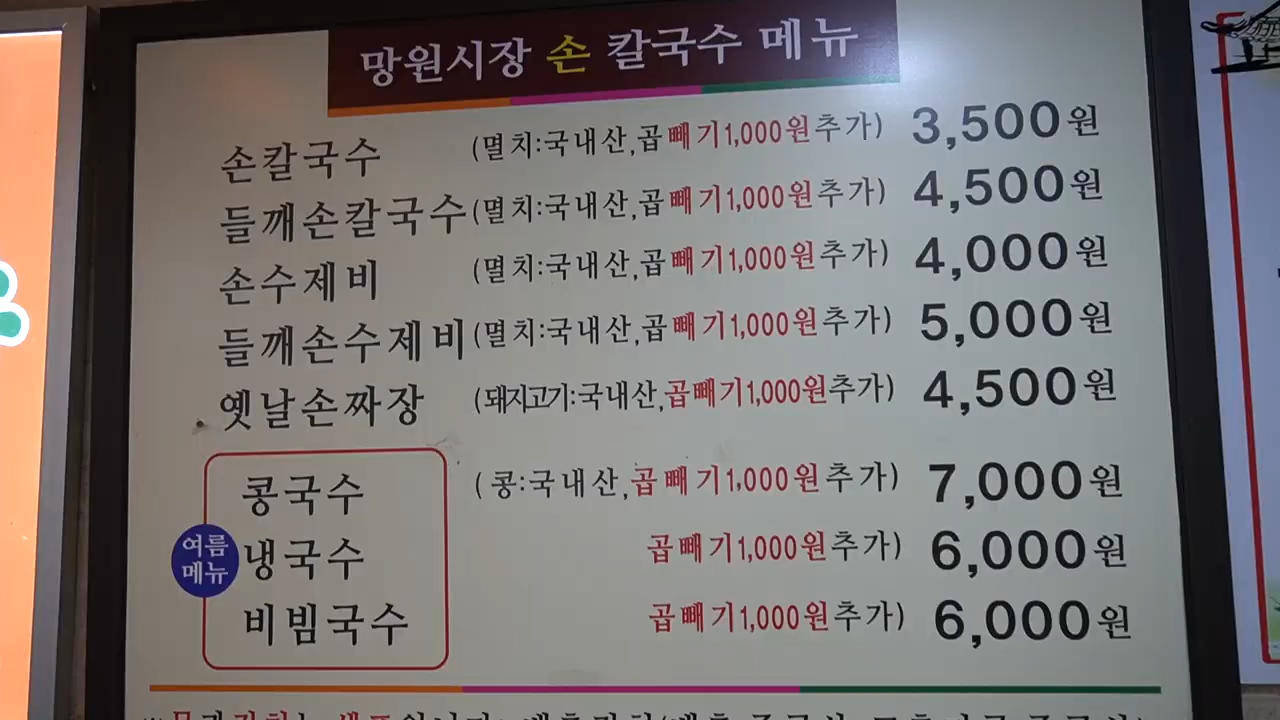 망원시장 손 칼국수 메뉴
손칼국수 (멸치:국내산,곱빼기1,000원추가) 3,500원
들깨손칼국수 (멸치:국내산,곱빼기1,000원추가) 4,500원
손수제비 (멸치:국내산,곱빼기1,000원추가) 4,000원
들깨손수제비 (멸치:국내산,곱빼기1,000원추가) 5,000원
옛날손짜장 (돼지고기:국내산,곱빼기1,000원추가) 4,500원
여름
메뉴
콩국수 (콩:국내산,곱빼기1,000원추가) 7,000원
냉국수 곱빼기1,000원추가) 6,000원
비빔국수 곱빼기1,000원추가) 6,000원